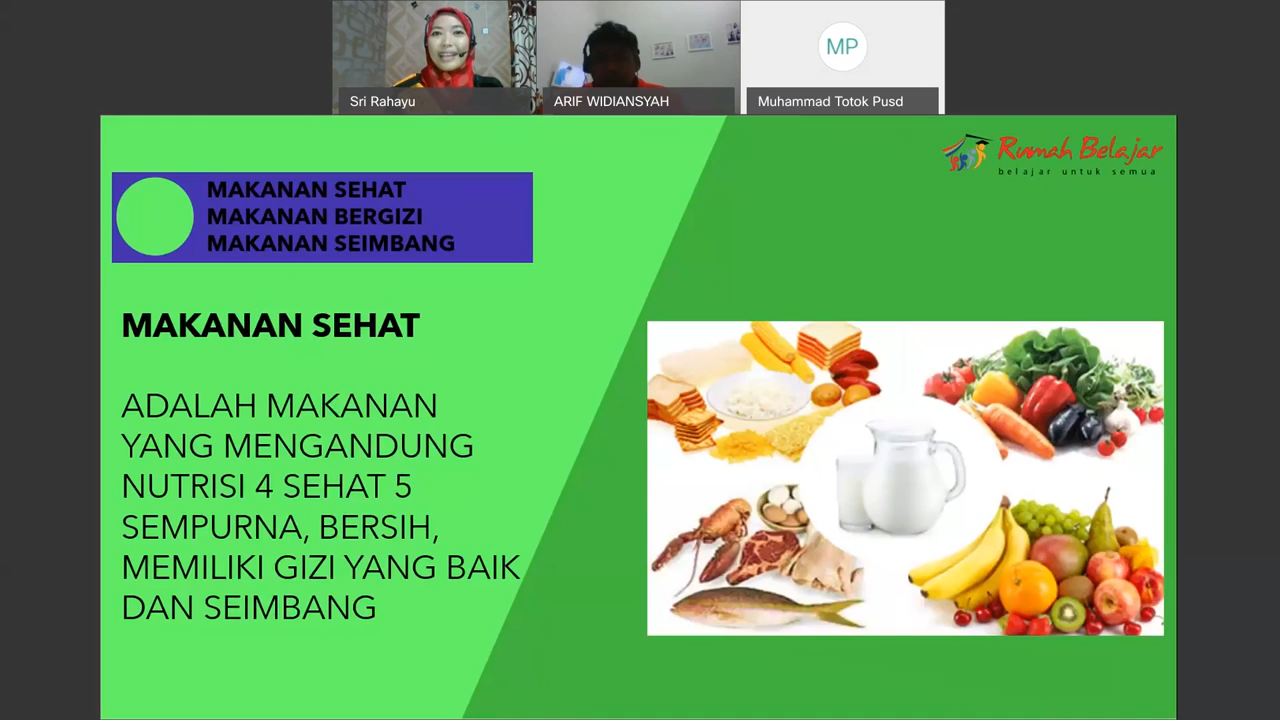 Sri Rahayu
ARIF WIDIANSYAH
MP
Muhammad Totok Pusd
Rumah Belajar
belajar untuk semua
MAKANAN SEHAT
MAKANAN BERGIZI
MAKANAN SEIMBANG
MAKANAN SEHAT
ADALAH MAKANAN
YANG MENGANDUNG
NUTRISI 4 SEHAT 5
SEMPURNA, BERSIH,
MEMILIKI GIZI YANG BAIK
DAN SEIMBANG